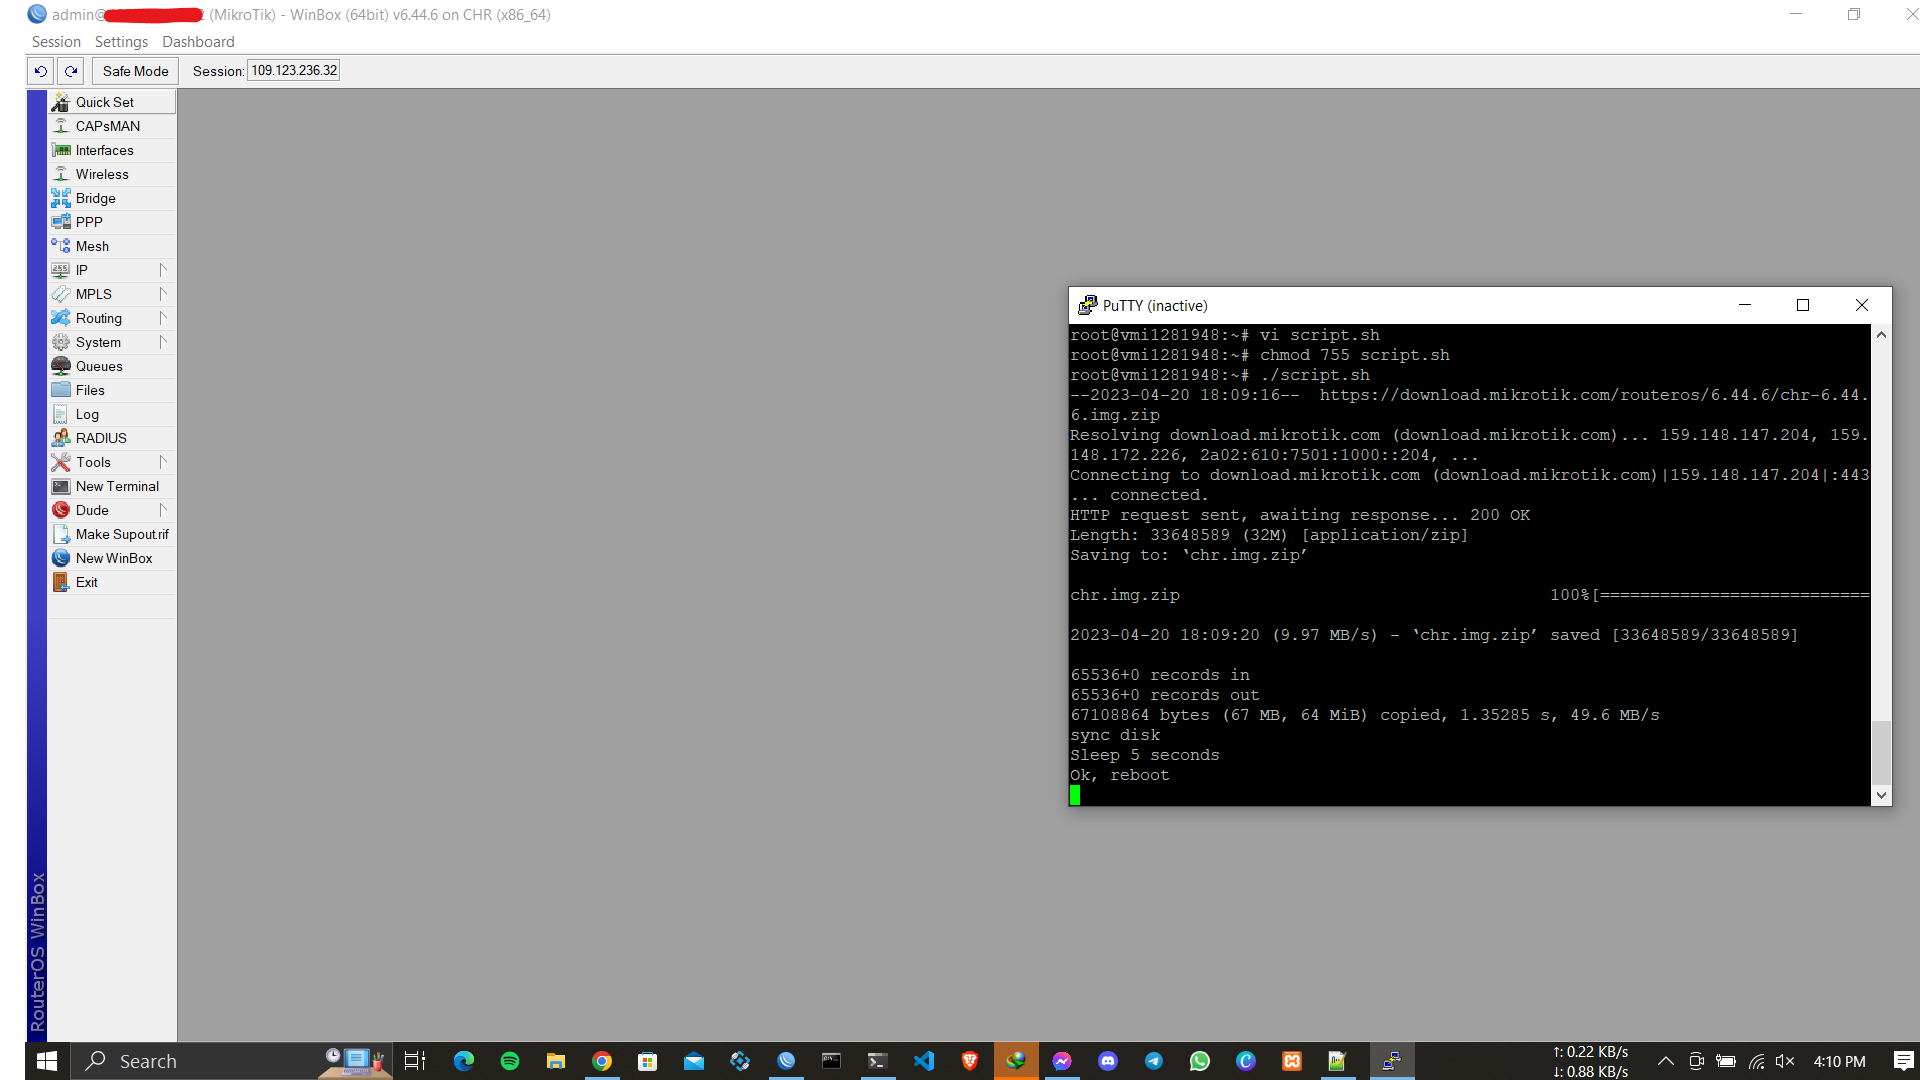 admin@ 2 (MikroTik) - WinBox (64bit) v6.44.6 on CHR (x86_64)
Session Settings Dashboard
Safe Mode Session: 109.123.236.32
Quick Set
CAPsMAN
Interfaces
Wireless
Bridge
PPP
Mesh
IP
MPLS
Routing
System
Queues
Files
Log
RADIUS
Tools
New Terminal
Dude
Make Supout.rif
New WinBox
Exit
RouterOS WinBox
PuTTY (inactive)
root@vmi1281948:~# vi script.sh
root@vmi1281948:~# chmod 755 script.sh
root@vmi1281948:~# ./script.sh
--2023-04-20 18:09:16-- https://download.mikrotik.com/routeros/6.44.6/chr-6.44.
6.img.zip
Resolving download.mikrotik.com (download.mikrotik.com)... 159.148.147.204, 159.
148.172.226, 2a02:610:7501:1000::204, ...
Connecting to download.mikrotik.com (download.mikrotik.com)|159.148.147.204|:443
... connected.
HTTP request sent, awaiting response... 200 OK
Length: 33648589 (32M) [application/zip]
Saving to: ‘chr.img.zip’
chr.img.zip 100%[===========================
2023-04-20 18:09:20 (9.97 MB/s) - ‘chr.img.zip’ saved [33648589/33648589]
65536+0 records in
65536+0 records out
67108864 bytes (67 MB, 64 MiB) copied, 1.35285 s, 49.6 MB/s
sync disk
Sleep 5 seconds
Ok, reboot
Search
↑: 0.22 KB/s
↓: 0.88 KB/s
4:10 PM